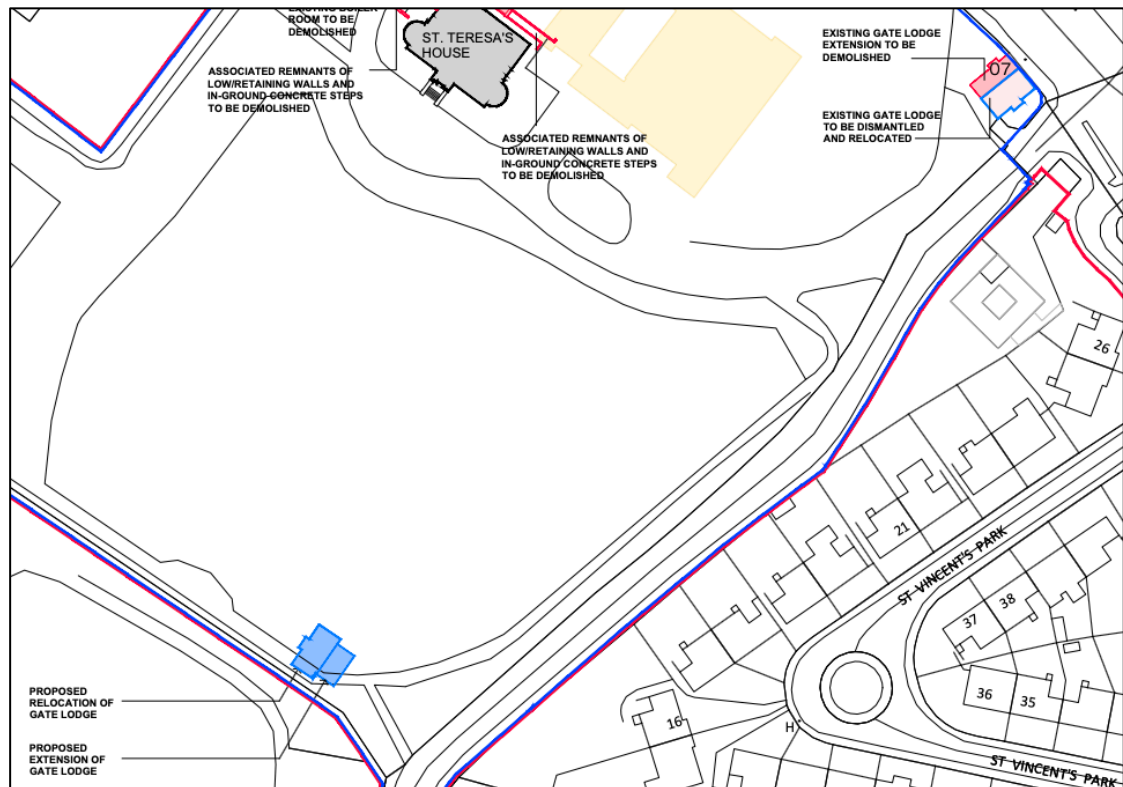 EXISTING BOILER
ROOM TO BE
DEMOLISHED
ST. TERESA'S
HOUSE
ASSOCIATED REMNANTS OF
LOW/RETAINING WALLS AND
IN-GROUND CONCRETE STEPS
TO BE DEMOLISHED
ASSOCIATED REMNANTS OF
LOW/RETAINING WALLS AND
IN-GROUND CONCRETE STEPS
TO BE DEMOLISHED
EXISTING GATE LODGE
EXTENSION TO BE
DEMOLISHED
07
EXISTING GATE LODGE
TO BE DISMANTLED
AND RELOCATED
26
21
ST VINCENT'S PARK
38
37
36
35
16
H
ST VINCENT'S PARK
PROPOSED
RELOCATION OF
GATE LODGE
PROPOSED
EXTENSION OF
GATE LODGE